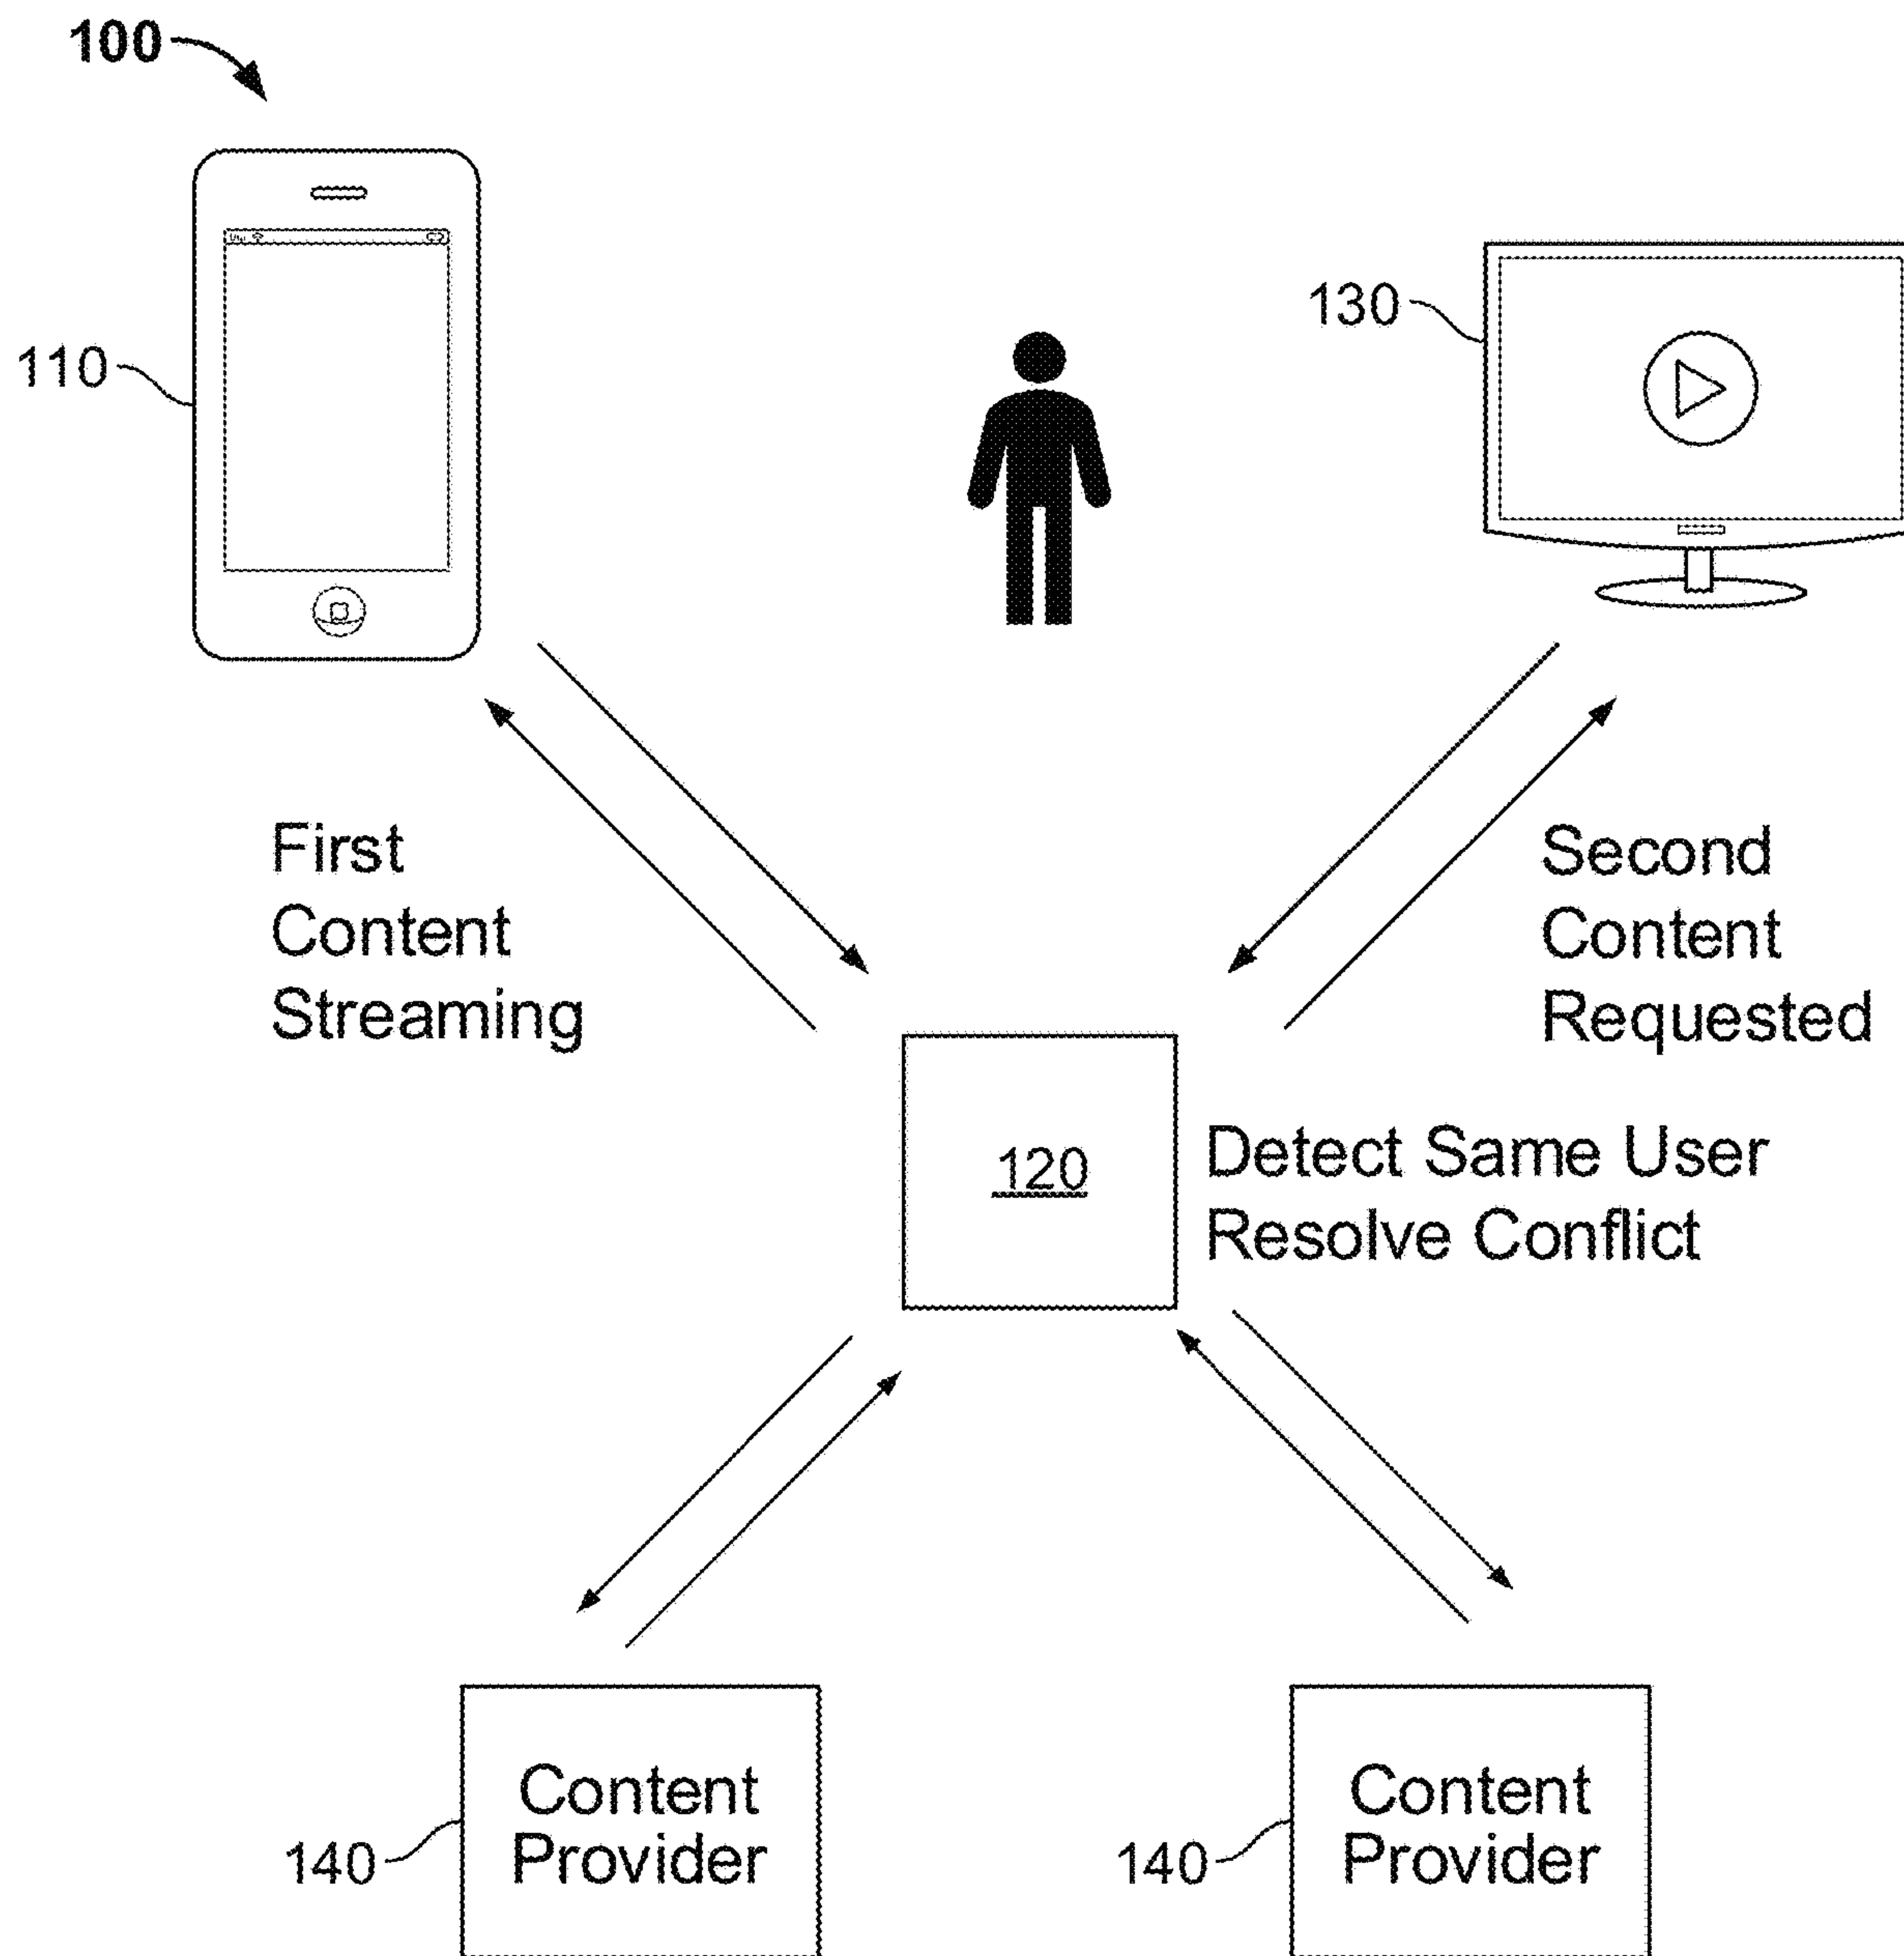 100
110
130
First
Content
Streaming
Second
Content
Requested
120
Detect Same User
Resolve Conflict
Content
Provider
140
Content
Provider
140